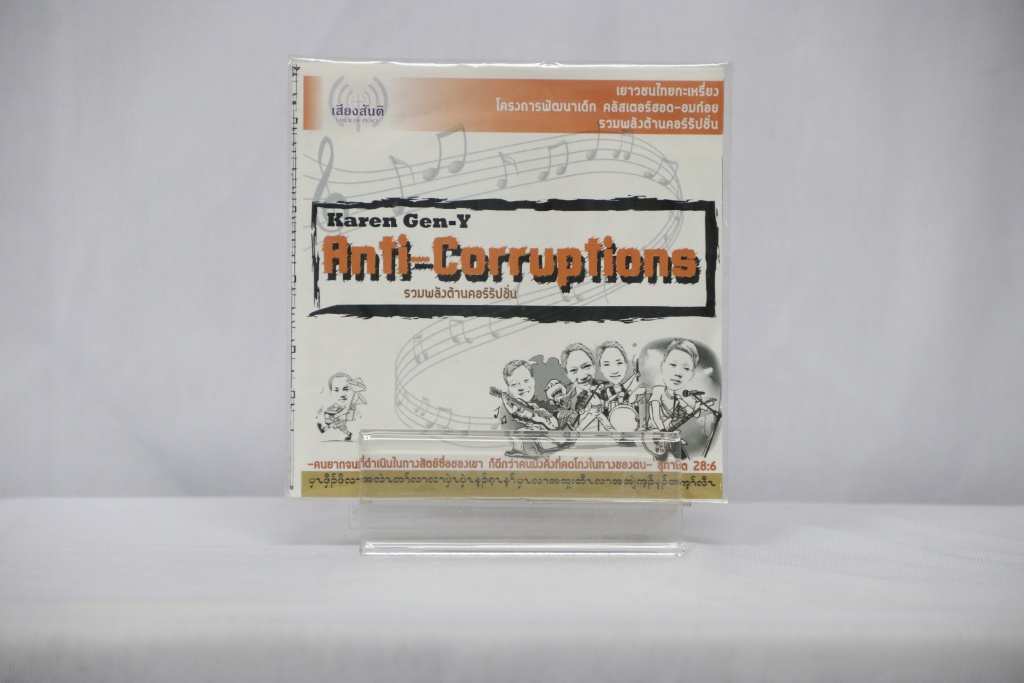 เสียงสันติ
VOICE OF PEACE
เยาวชนไทยกะเหรี่ยง
โครงการพัฒนาเด็ก คลัสเตอร์ฮอด-อมก๋อย
รวมพลังต้านคอร์รัปชั่น
Karen Gen-Y
Anti-Corruptions
รวมพลังต้านคอร์รัปชั่น
-คนยากจนที่ดำเนินในทางสัตย์ซื่อของเขา ก็ดีกว่าคนมั่งคั่งที่คดโกงในทางของตน- สุภาษิต 28:6